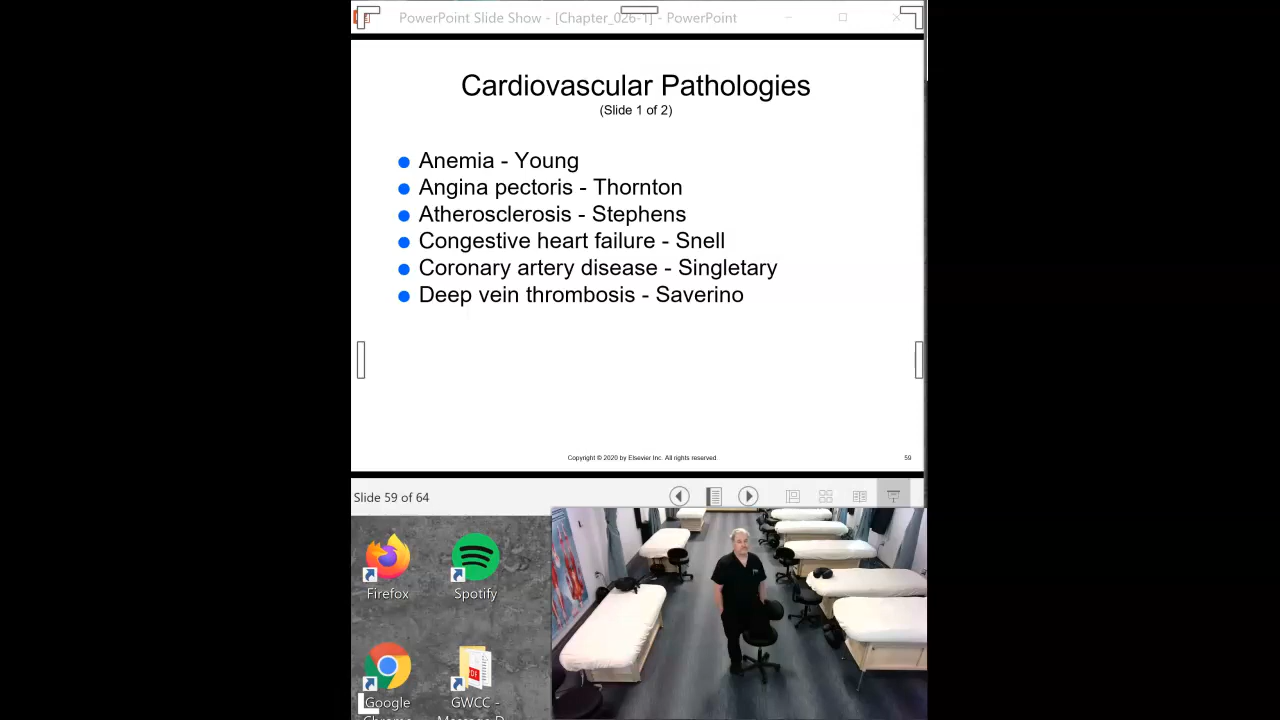 PowerPoint Slide Show - [Chapter_026-1] - PowerPoint
Cardiovascular Pathologies
(Slide 1 of 2)
Anemia - Young
Angina pectoris - Thornton
Atherosclerosis - Stephens
Congestive heart failure - Snell
Coronary artery disease - Singletary
Deep vein thrombosis - Saverino
Copyright © 2020 by Elsevier Inc. All rights reserved.
59
Slide 59 of 64
Firefox
Spotify
Google
GWCC -